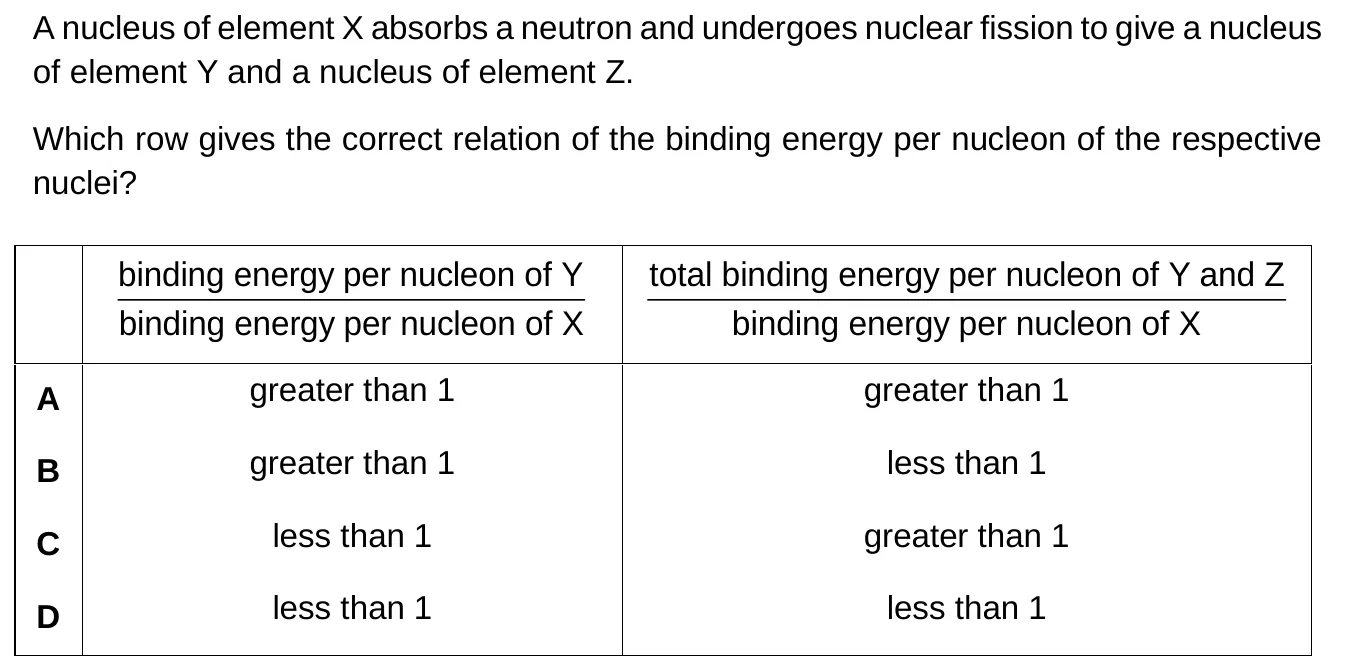 A nucleus of element X absorbs a neutron and undergoes nuclear fission to give a nucleus
of element Y and a nucleus of element Z.
Which row gives the correct relation of the binding energy per nucleon of the respective
nuclei?
binding energy per nucleon of Y
binding energy per nucleon of X
total binding energy per nucleon of Y and Z
binding energy per nucleon of X
A greater than 1 greater than 1
B greater than 1 less than 1
C less than 1 greater than 1
D less than 1 less than 1